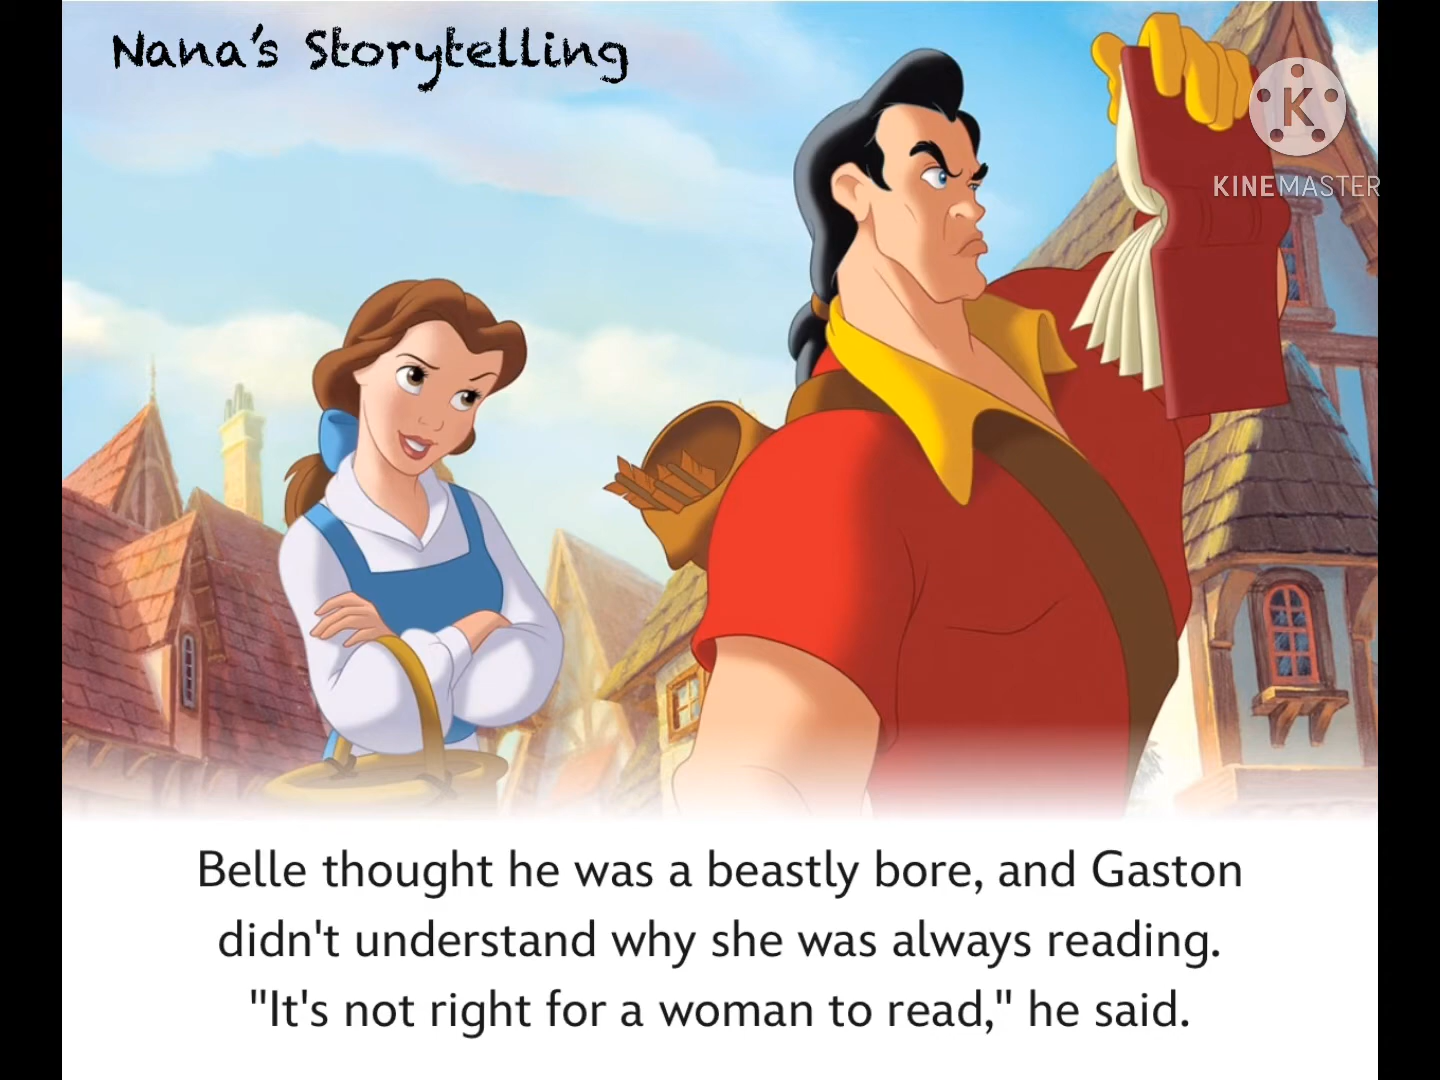 Nana's Storytelling
K
KINEMASTER
Belle thought he was a beastly bore, and Gaston
didn't understand why she was always reading.
"It's not right for a woman to read," he said.